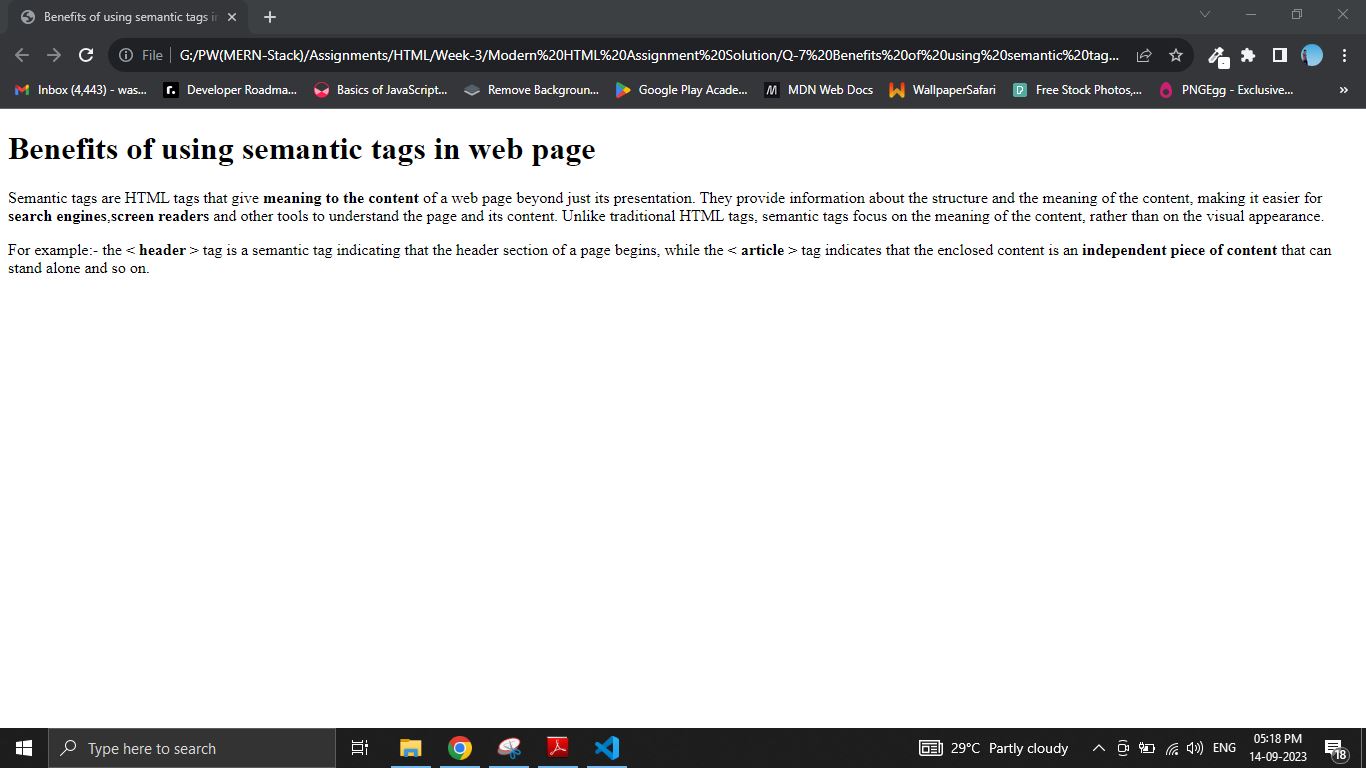 Benefits of using semantic tags i
File
G:/PW(MERN-Stack)/Assignments/HTML/Week-3/Modern%20HTML%20Assignment%20Solution/Q-7%20Benefits%20of%20using%20semantic%20tag...
Inbox (4,443) - was... Developer Roadma... Basics of JavaScript... Remove Backgroun... Google Play Acade... MDN Web Docs WallpaperSafari Free Stock Photos,... PNGEgg - Exclusive... »
Benefits of using semantic tags in web page
Semantic tags are HTML tags that give meaning to the content of a web page beyond just its presentation. They provide information about the structure and the meaning of the content, making it easier for
search engines,screen readers and other tools to understand the page and its content. Unlike traditional HTML tags, semantic tags focus on the meaning of the content, rather than on the visual appearance.
For example:- the < header > tag is a semantic tag indicating that the header section of a page begins, while the < article > tag indicates that the enclosed content is an independent piece of content that can
stand alone and so on.
Type here to search
29°C Partly cloudy
ENG
05:18 PM
14-09-2023
18